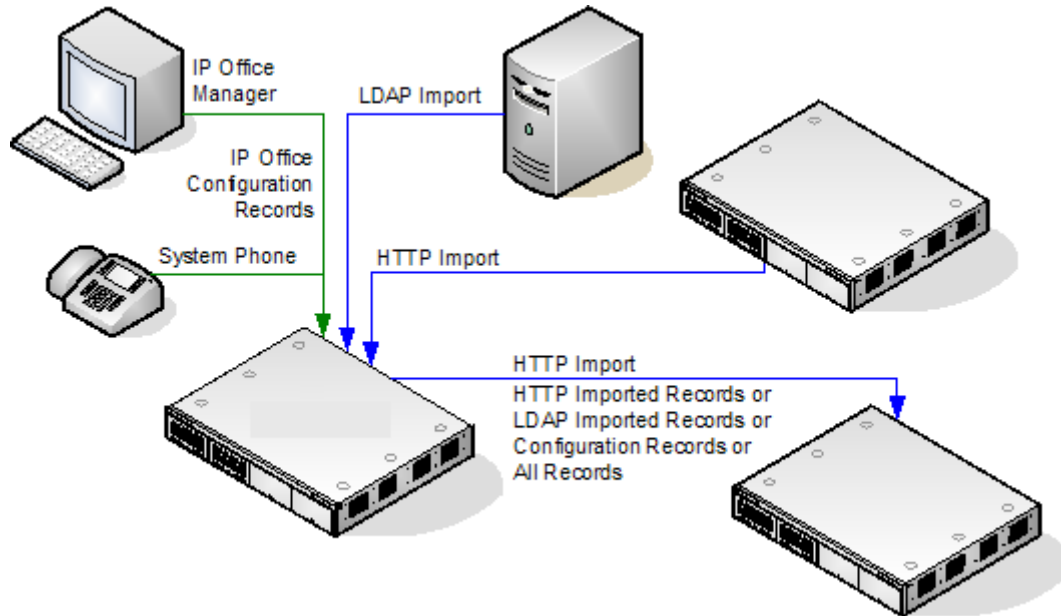 IP Office
Manager
LDAP Import
IP Office
Configuration
Records
System Phone
HTTP Import
HTTP Import
HTTP Imported Records or
LDAP Imported Records or
Configuration Records or
All Records